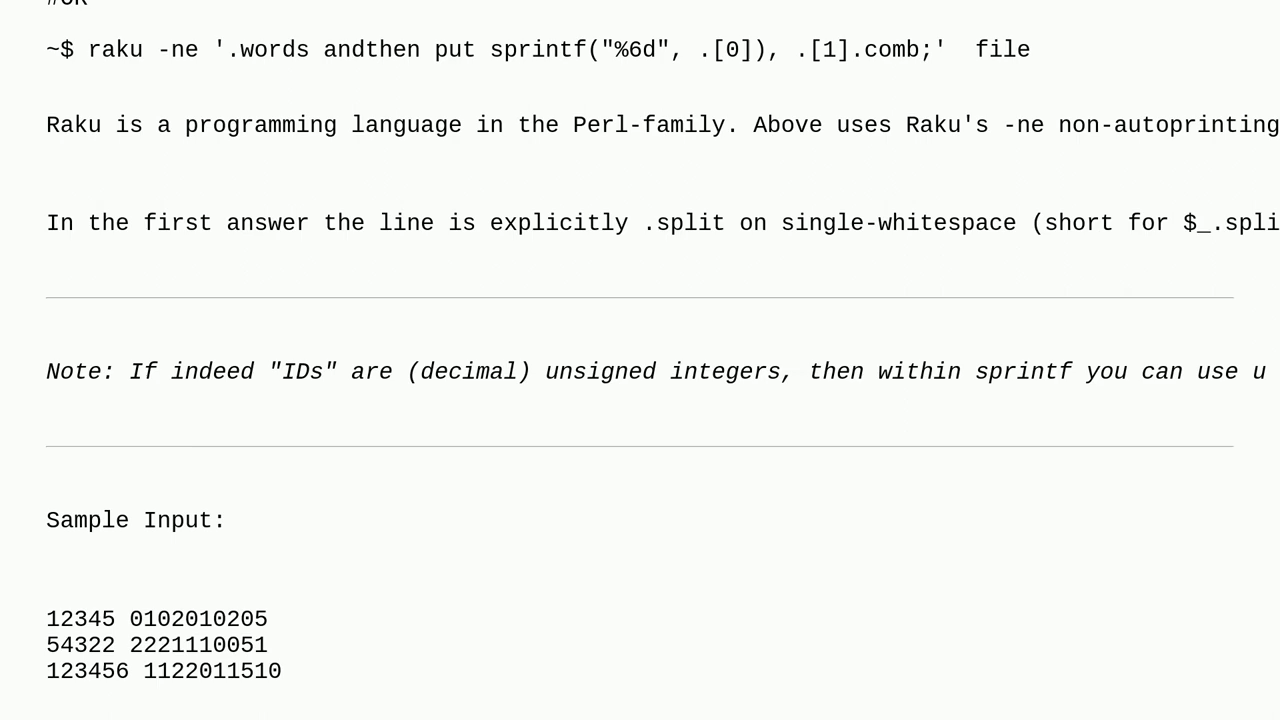 #OR
~$ raku -ne '.words andthen put sprintf("%6d", .[0]), .[1].comb;'  file
Raku is a programming language in the Perl-family. Above uses Raku's -ne non-autoprinting
In the first answer the line is explicitly .split on single-whitespace (short for $_.spli
Note: If indeed "IDs" are (decimal) unsigned integers, then within sprintf you can use u
Sample Input:
12345 0102010205
54322 2221110051
123456 1122011510